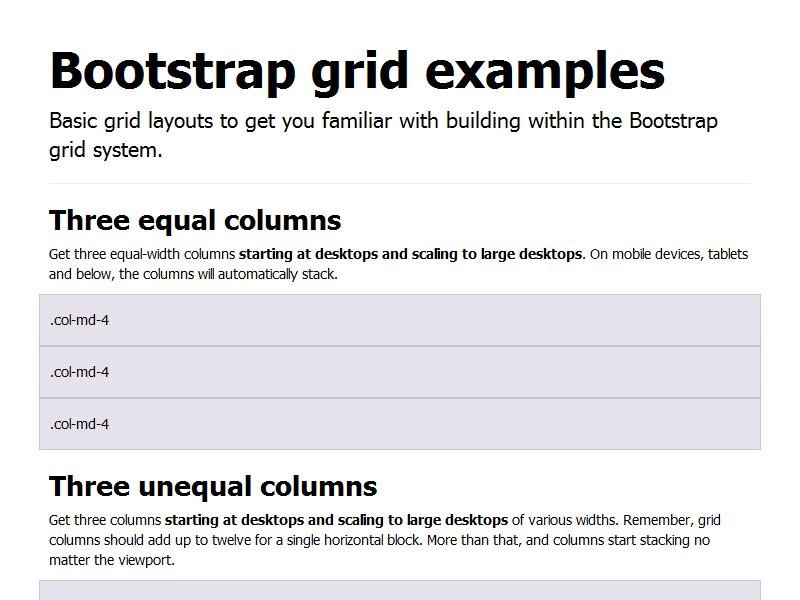 Bootstrap grid examples
Basic grid layouts to get you familiar with building within the Bootstrap
grid system.
Three equal columns
Get three equal-width columns starting at desktops and scaling to large desktops. On mobile devices, tablets
and below, the columns will automatically stack.
.col-md-4
.col-md-4
.col-md-4
Three unequal columns
Get three columns starting at desktops and scaling to large desktops of various widths. Remember, grid
columns should add up to twelve for a single horizontal block. More than that, and columns start stacking no
matter the viewport.